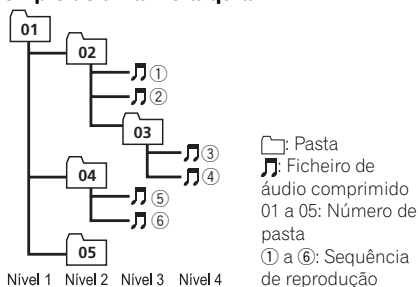 01
02
①
②
03
③
④
04
⑤
⑥
05
Nível 1 Nível 2 Nível 3 Nível 4
: Pasta
: Ficheiro de
áudio comprimido
01 a 05: Número de
pasta
① a ⑥: Sequência
de reprodução